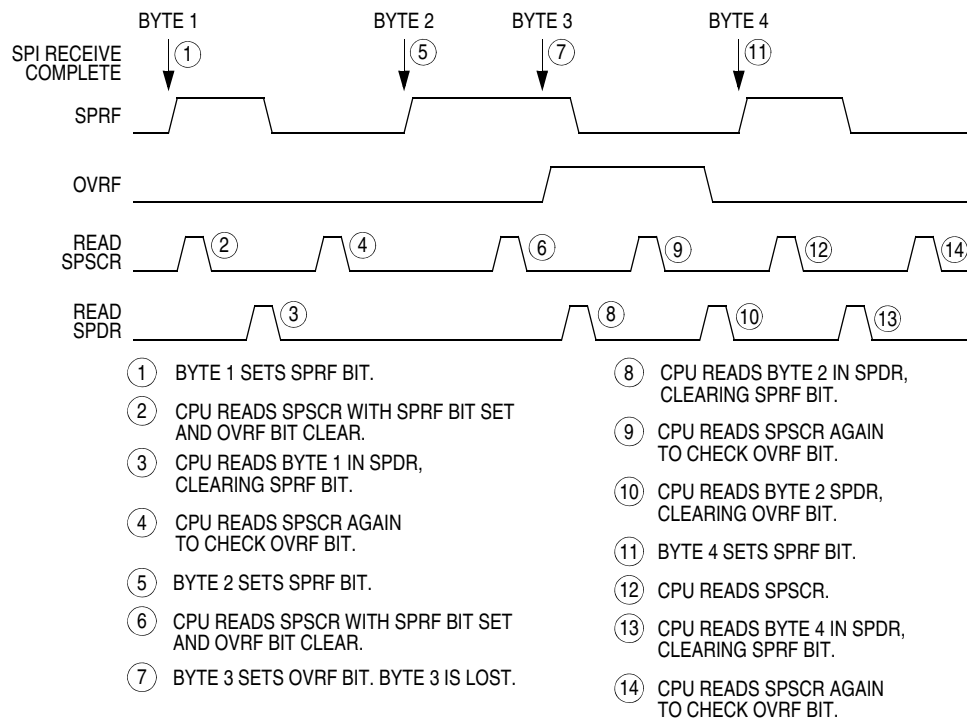 BYTE 1 BYTE 2 BYTE 3 BYTE 4
SPI RECEIVE
COMPLETE
1 5 7 11
SPRF
OVRF
READ
SPSCR
2 4 6 9 12 14
READ
SPDR
3 8 10 13
1 BYTE 1 SETS SPRF BIT.
2 CPU READS SPSCR WITH SPRF BIT SET
AND OVRF BIT CLEAR.
3 CPU READS BYTE 1 IN SPDR,
CLEARING SPRF BIT.
4 CPU READS SPSCR AGAIN
TO CHECK OVRF BIT.
5 BYTE 2 SETS SPRF BIT.
6 CPU READS SPSCR WITH SPRF BIT SET
AND OVRF BIT CLEAR.
7 BYTE 3 SETS OVRF BIT. BYTE 3 IS LOST.
8 CPU READS BYTE 2 IN SPDR,
CLEARING SPRF BIT.
9 CPU READS SPSCR AGAIN
TO CHECK OVRF BIT.
10 CPU READS BYTE 2 SPDR,
CLEARING OVRF BIT.
11 BYTE 4 SETS SPRF BIT.
12 CPU READS SPSCR.
13 CPU READS BYTE 4 IN SPDR,
CLEARING SPRF BIT.
14 CPU READS SPSCR AGAIN
TO CHECK OVRF BIT.